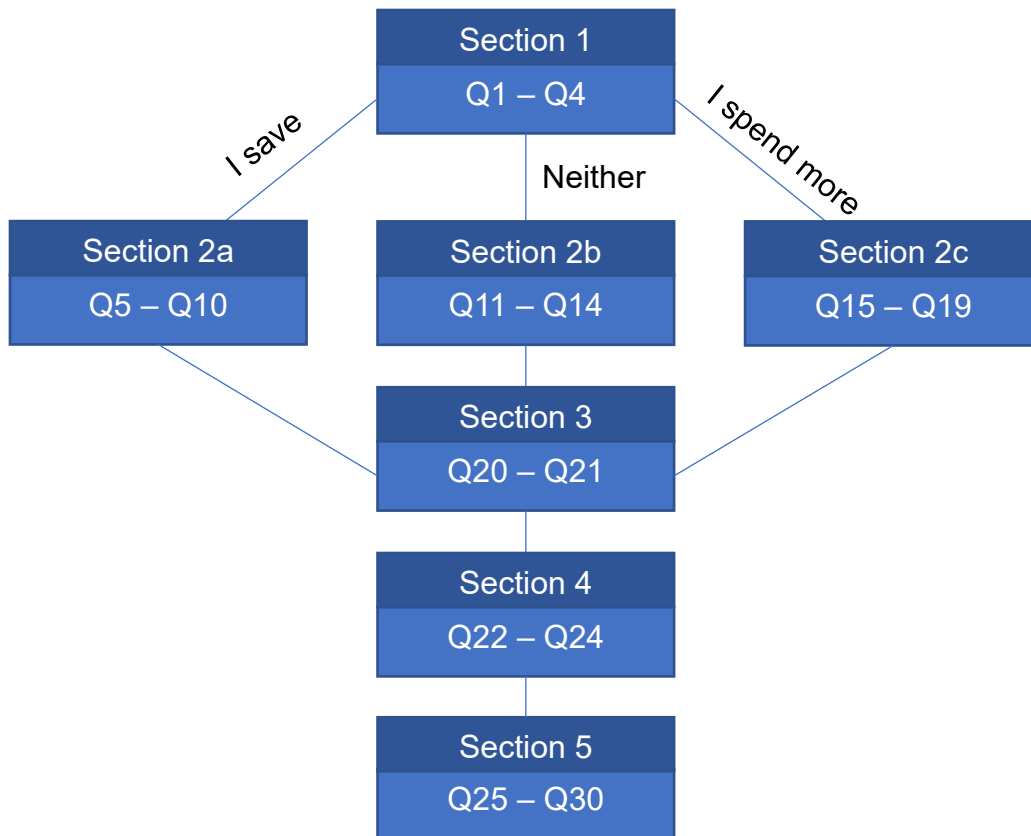 Section 1
Q1 – Q4
I save
Neither
I spend more
Section 2a
Q5 – Q10
Section 2b
Q11 – Q14
Section 2c
Q15 – Q19
Section 3
Q20 – Q21
Section 4
Q22 – Q24
Section 5
Q25 – Q30